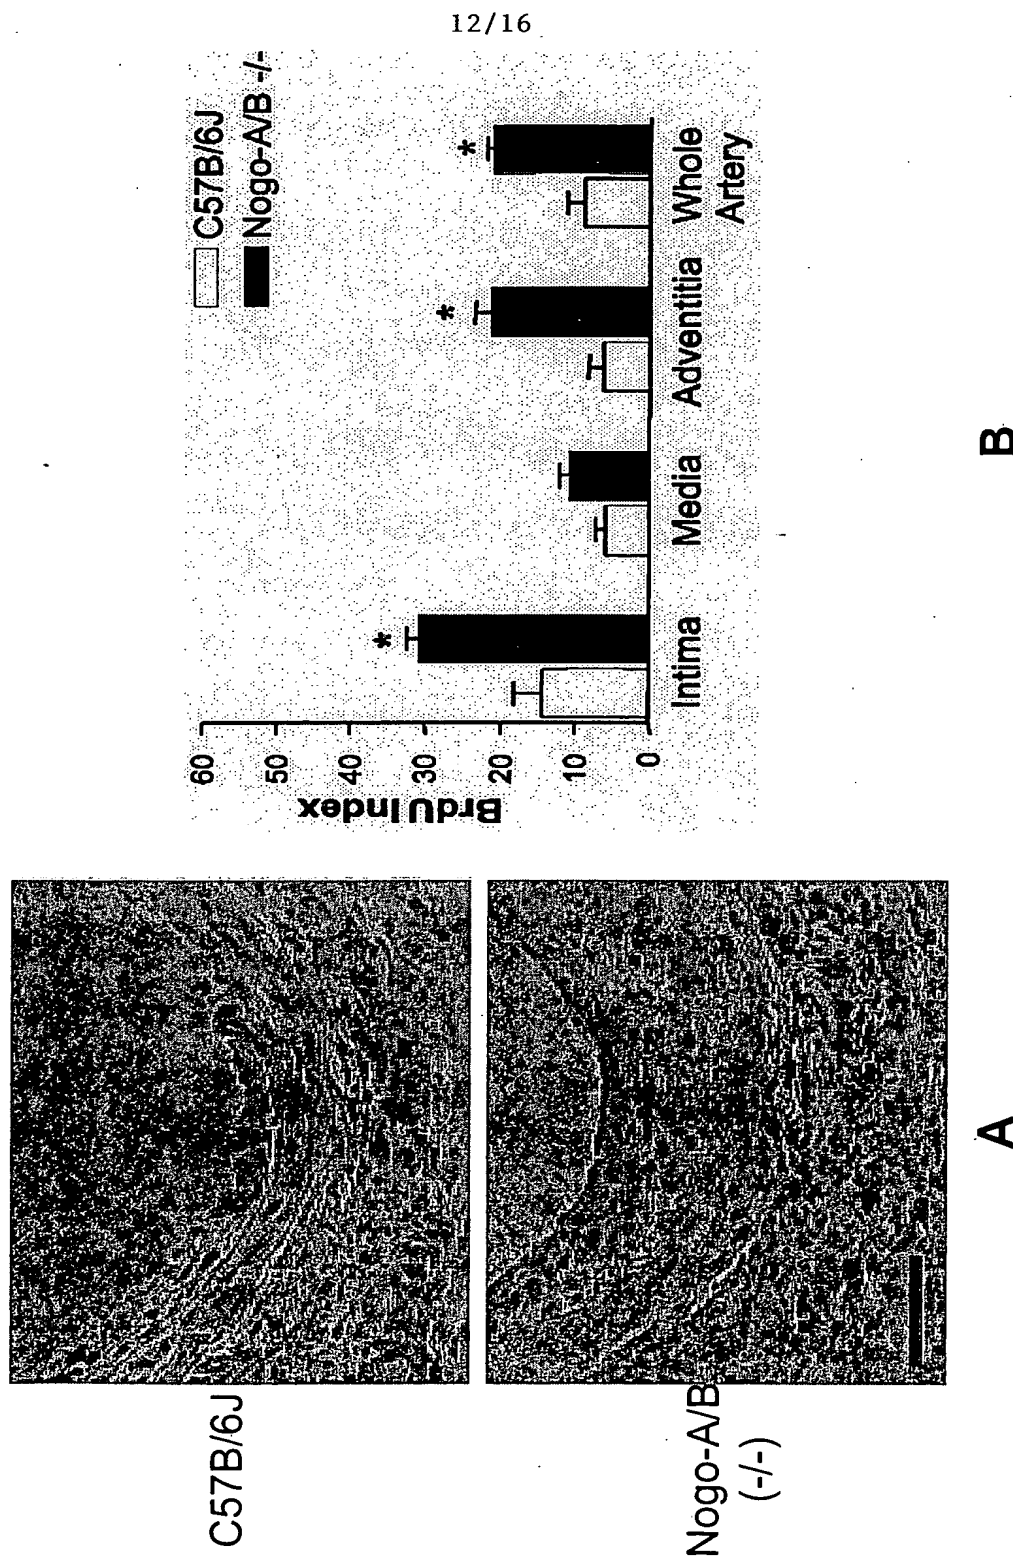 12/16
C57B/6J
Nogo-A/B
(-/-)
A
BrdU Index
60
50
40
30
20
10
0
C57B/6J
Nogo-A/B -/-
*
*
*
Intima
Media
Adventitia
Whole
Artery
B